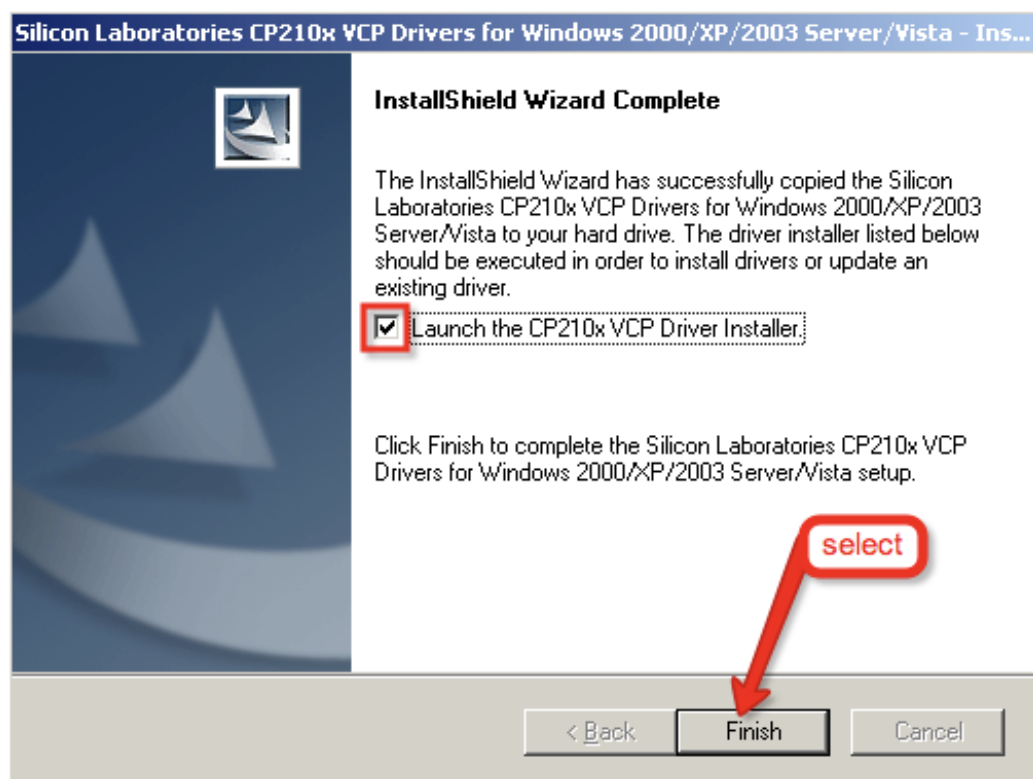 Silicon Laboratories CP210x VCP Drivers for Windows 2000/XP/2003 Server/Vista - Ins...
InstallShield Wizard Complete
The InstallShield Wizard has successfully copied the Silicon
Laboratories CP210x VCP Drivers for Windows 2000/XP/2003
Server/Vista to your hard drive. The driver installer listed below
should be executed in order to install drivers or update an
existing driver.
Launch the CP210x VCP Driver Installer.
Click Finish to complete the Silicon Laboratories CP210x VCP
Drivers for Windows 2000/XP/2003 Server/Vista setup.
select
< Back
Finish
Cancel